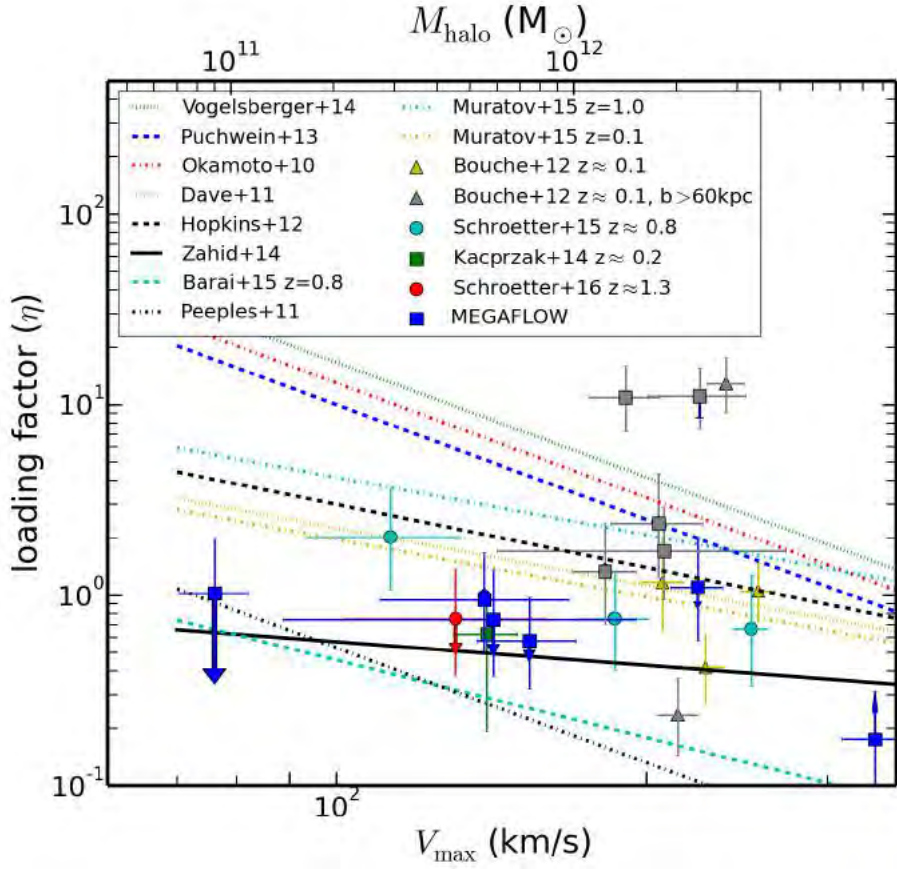 M_halo (M_⊙)
10^11 10^12
Vogelsberger+14
Puchwein+13
Okamoto+10
Dave+11
Hopkins+12
Zahid+14
Barai+15 z=0.8
Peeples+11
Muratov+15 z=1.0
Muratov+15 z=0.1
Bouche+12 z≈ 0.1
Bouche+12 z≈ 0.1, b>60kpc
Schroetter+15 z≈ 0.8
Kacprzak+14 z≈ 0.2
Schroetter+16 z≈1.3
MEGAFLOW
loading factor (η)
10^2
10^1
10^0
10^-1
10^2
V_max (km/s)